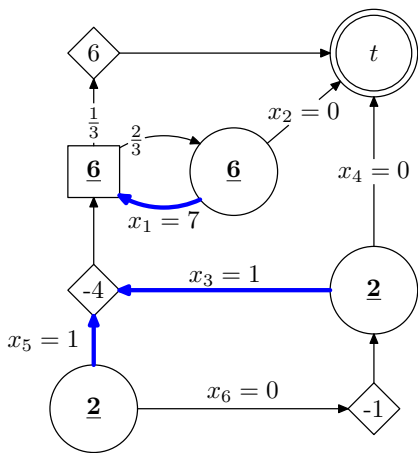 6
t
1/3
2/3
x₂ = 0
6
6
x₁ = 7
x₄ = 0
-4
x₃ = 1
2
x₅ = 1
x₆ = 0
2
-1